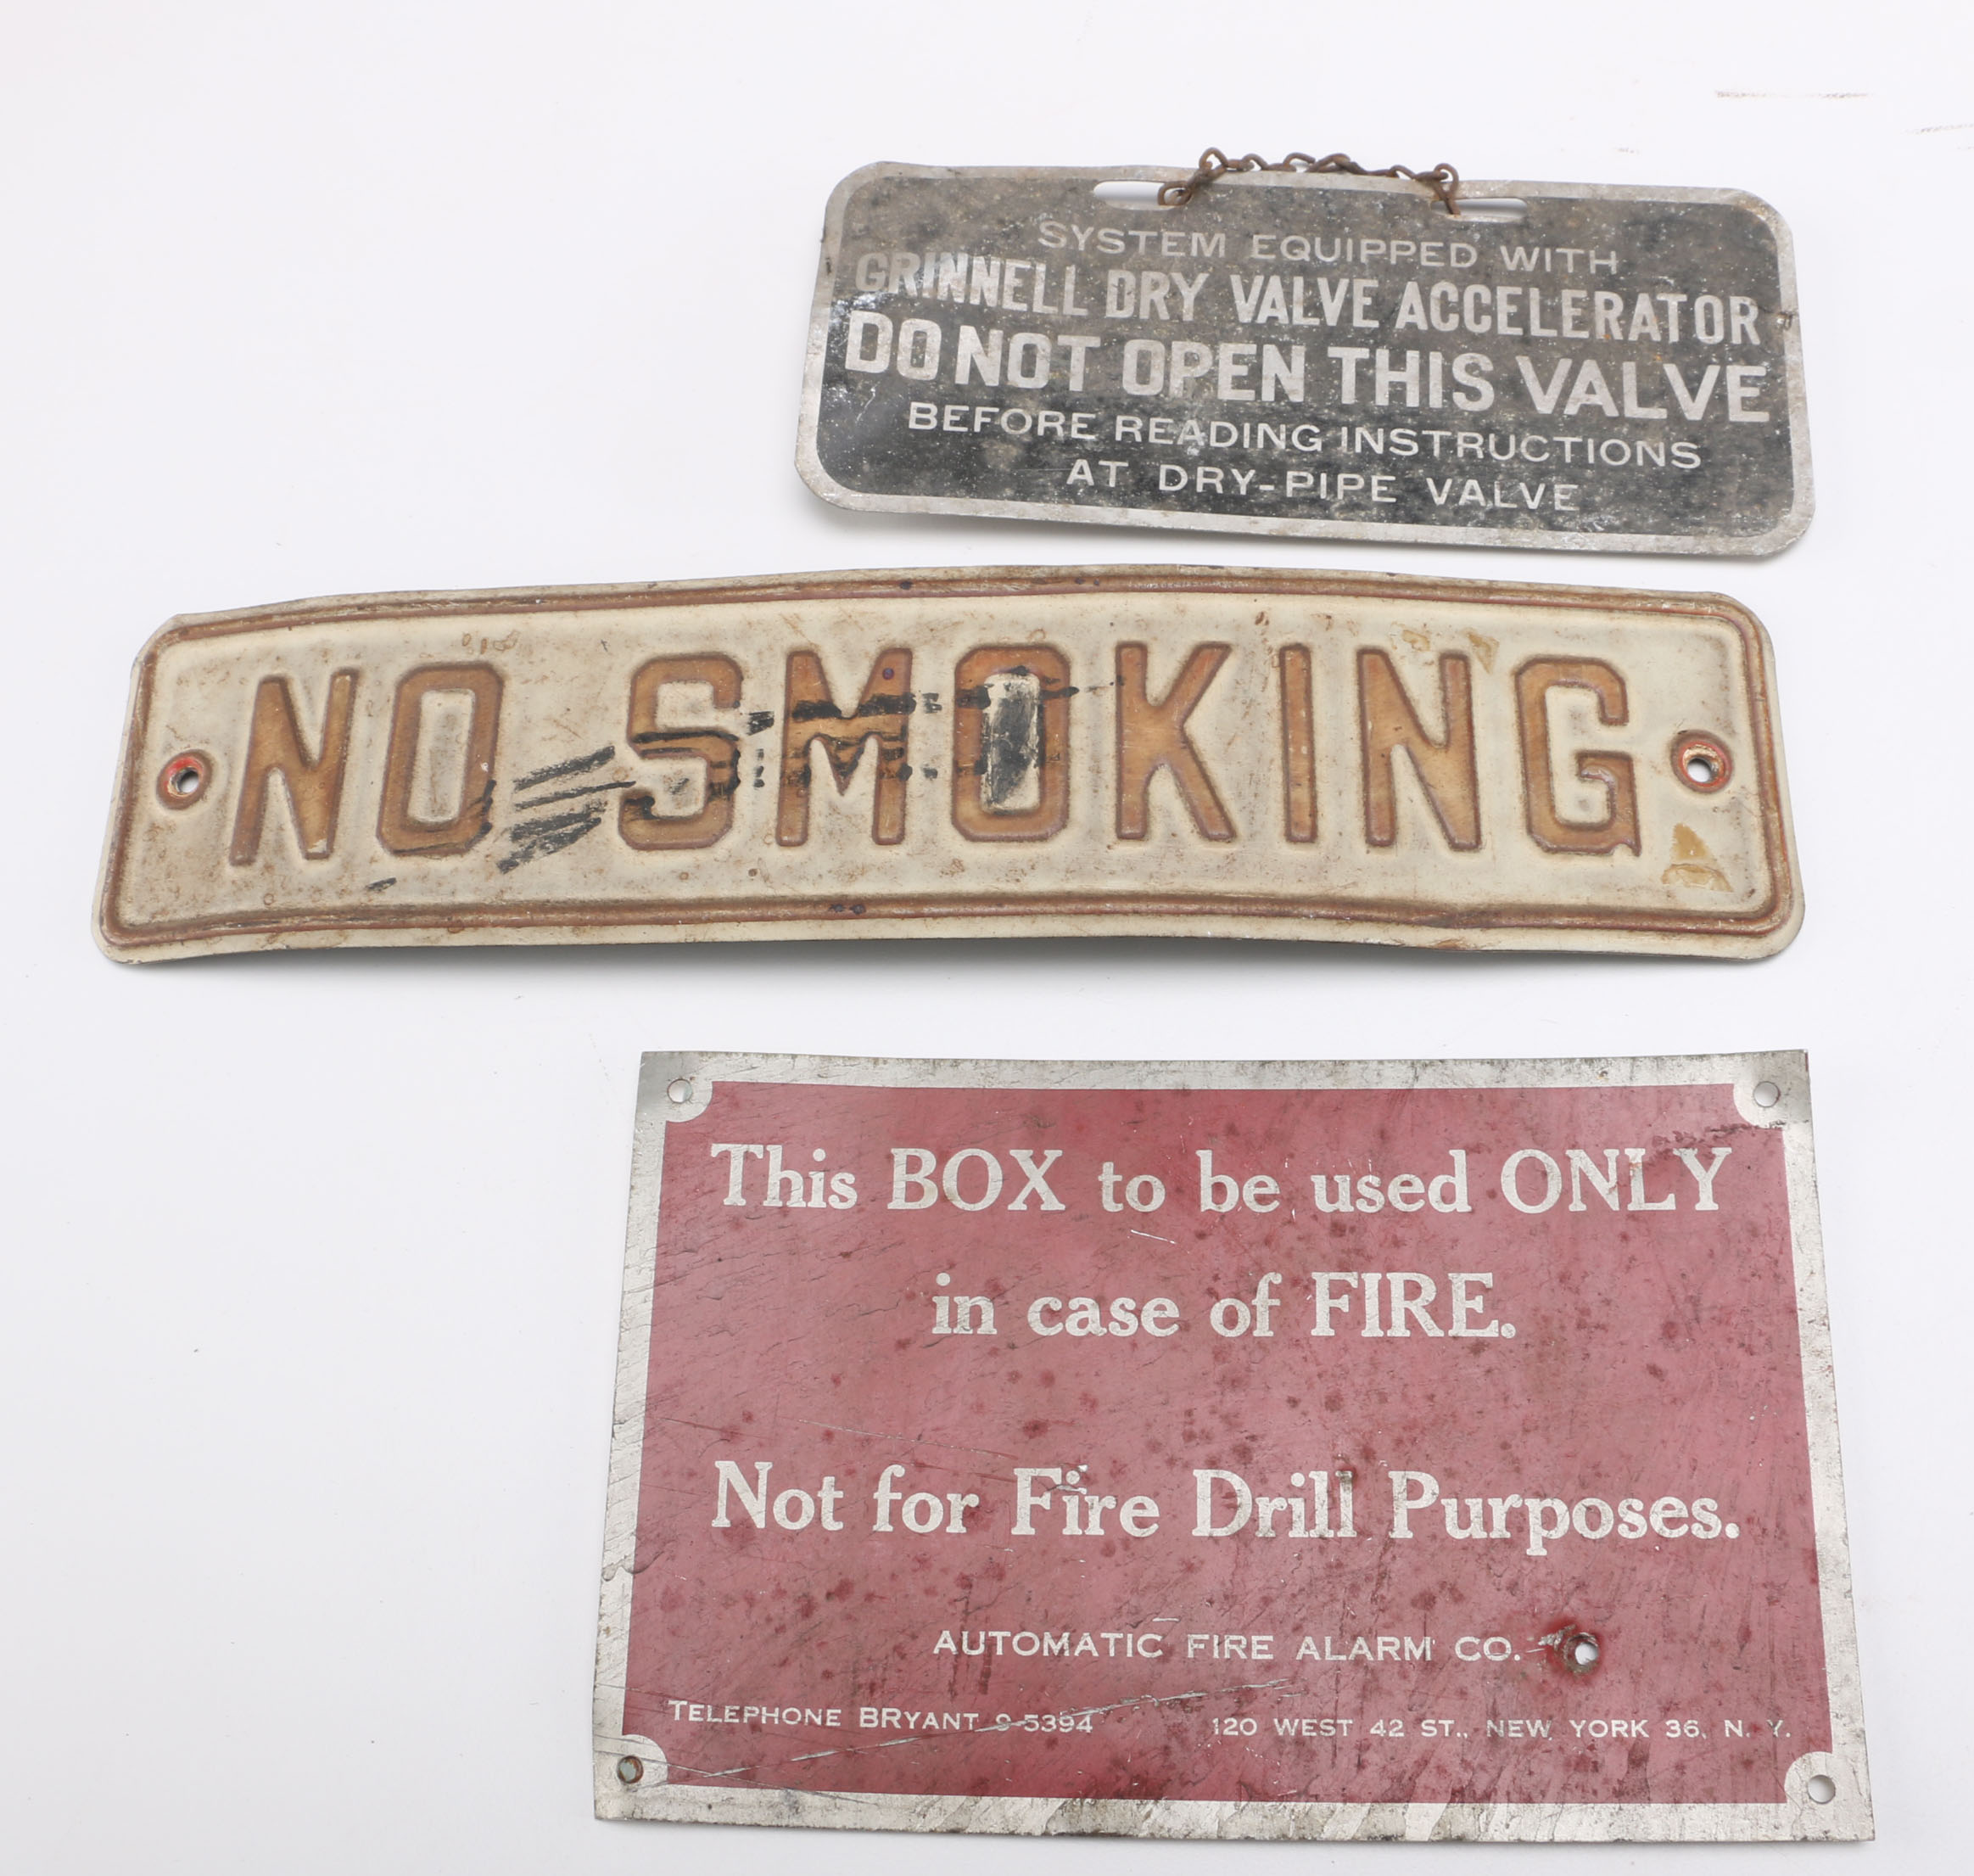 SYSTEM EQUIPPED WITH
GRINNELL DRY VALVE ACCELERATOR
DO NOT OPEN THIS VALVE
BEFORE READING INSTRUCTIONS
AT DRY-PIPE VALVE
NO SMOKING
This BOX to be used ONLY
in case of FIRE.
Not for Fire Drill Purposes.
AUTOMATIC FIRE ALARM CO.
TELEPHONE BRYANT 9-5394 120 WEST 42 ST., NEW YORK 36, N. Y.